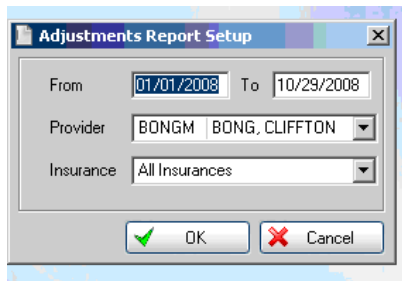 Adjustments Report Setup
From 01/01/2008 To 10/29/2008
Provider BONGM BONG, CLIFFTON
Insurance All Insurances
OK Cancel